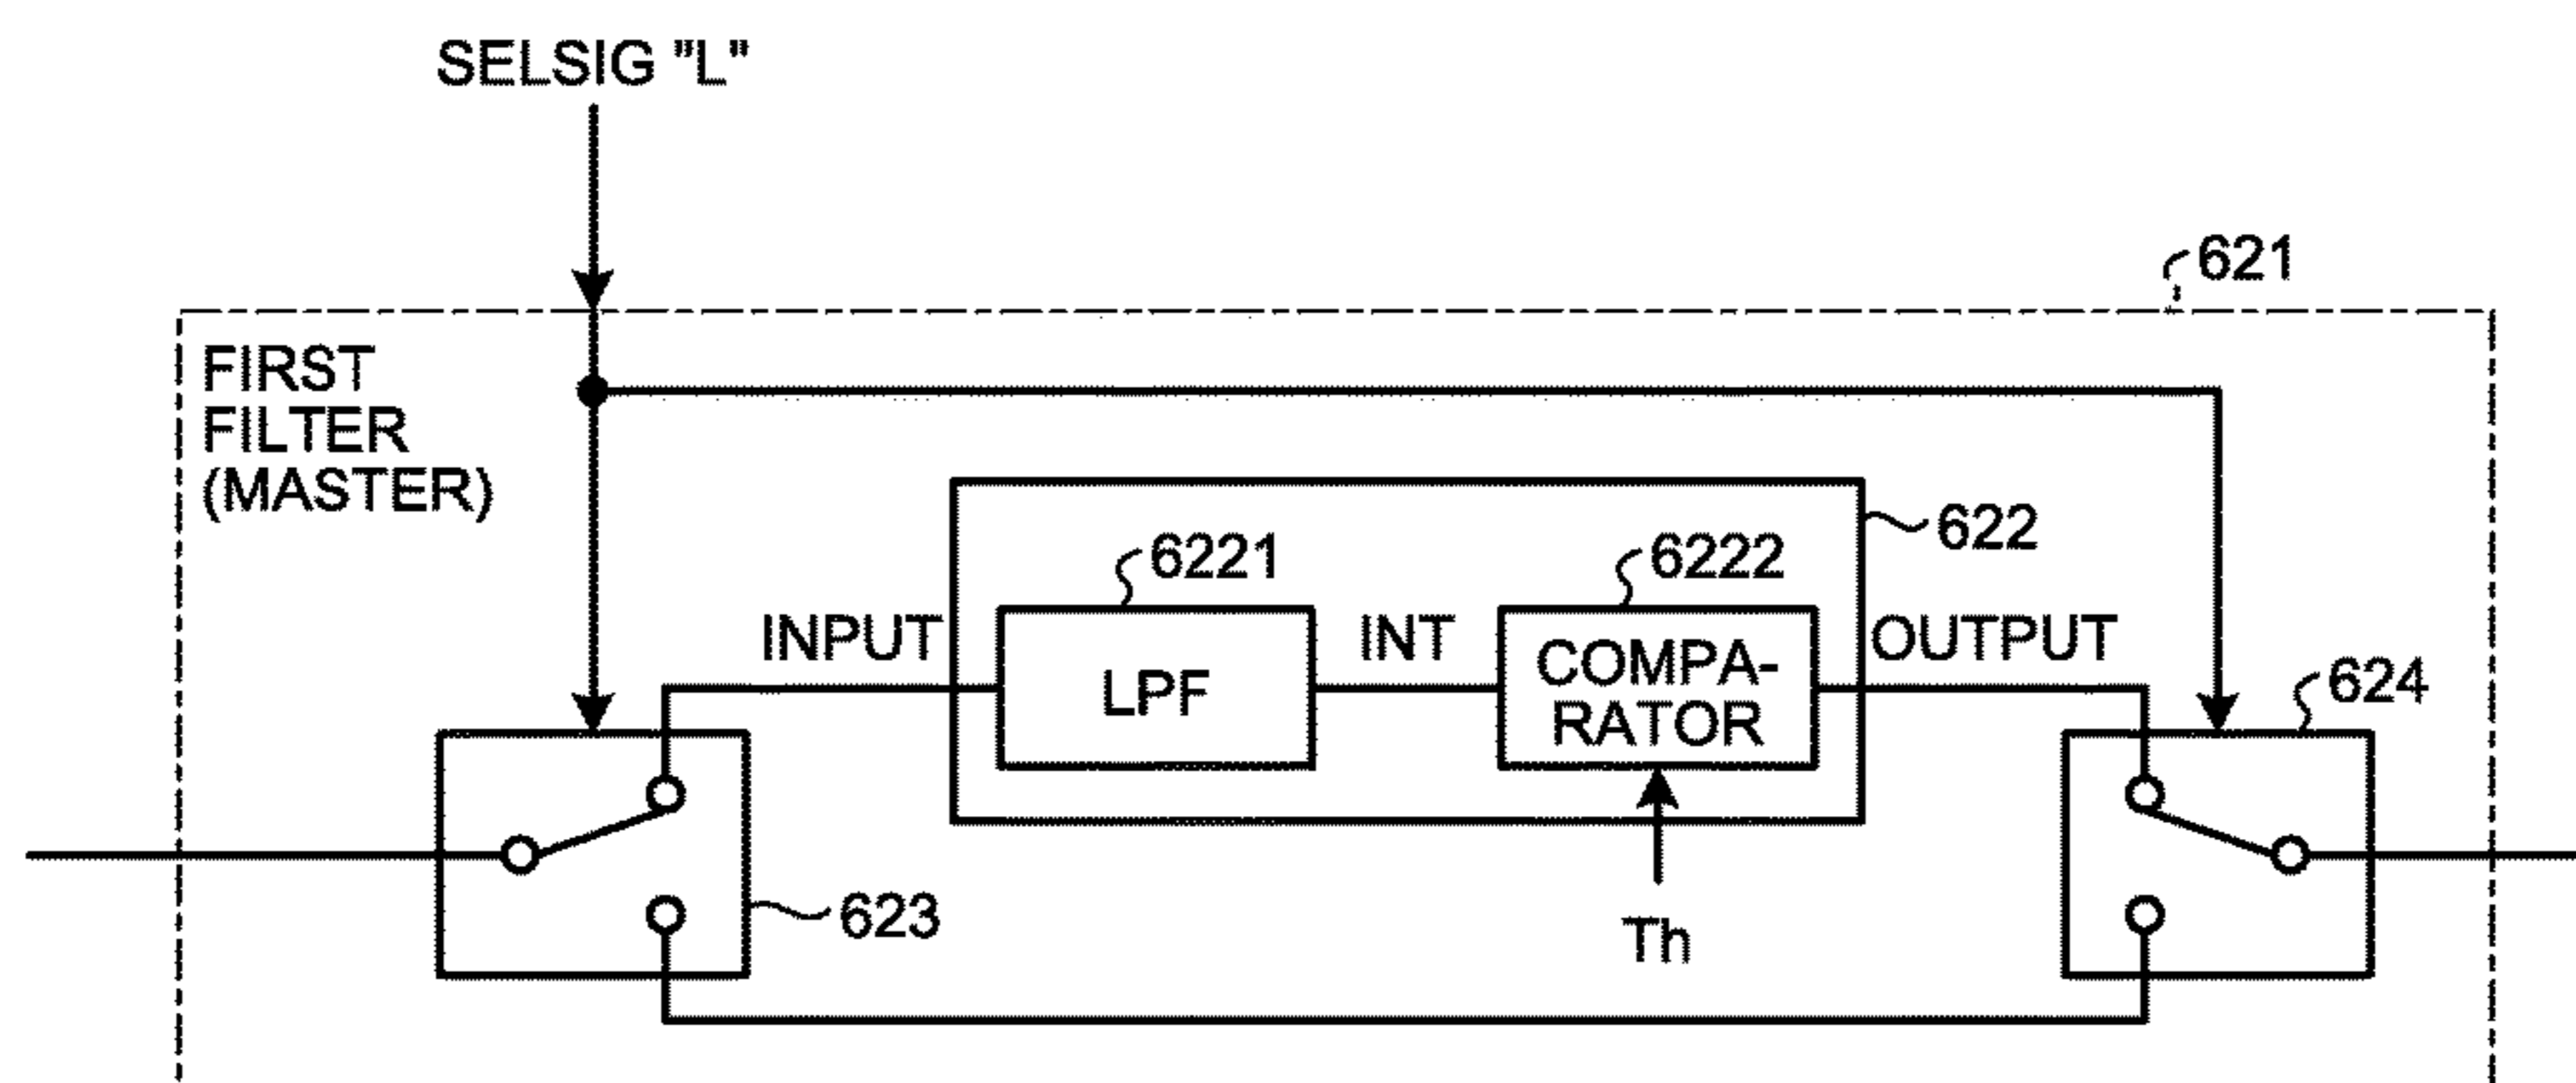 SELSIG "L"
621
FIRST
FILTER
(MASTER)
622
6221
6222
INPUT
INT
OUTPUT
LPF
COMPA-
RATOR
624
623
Th